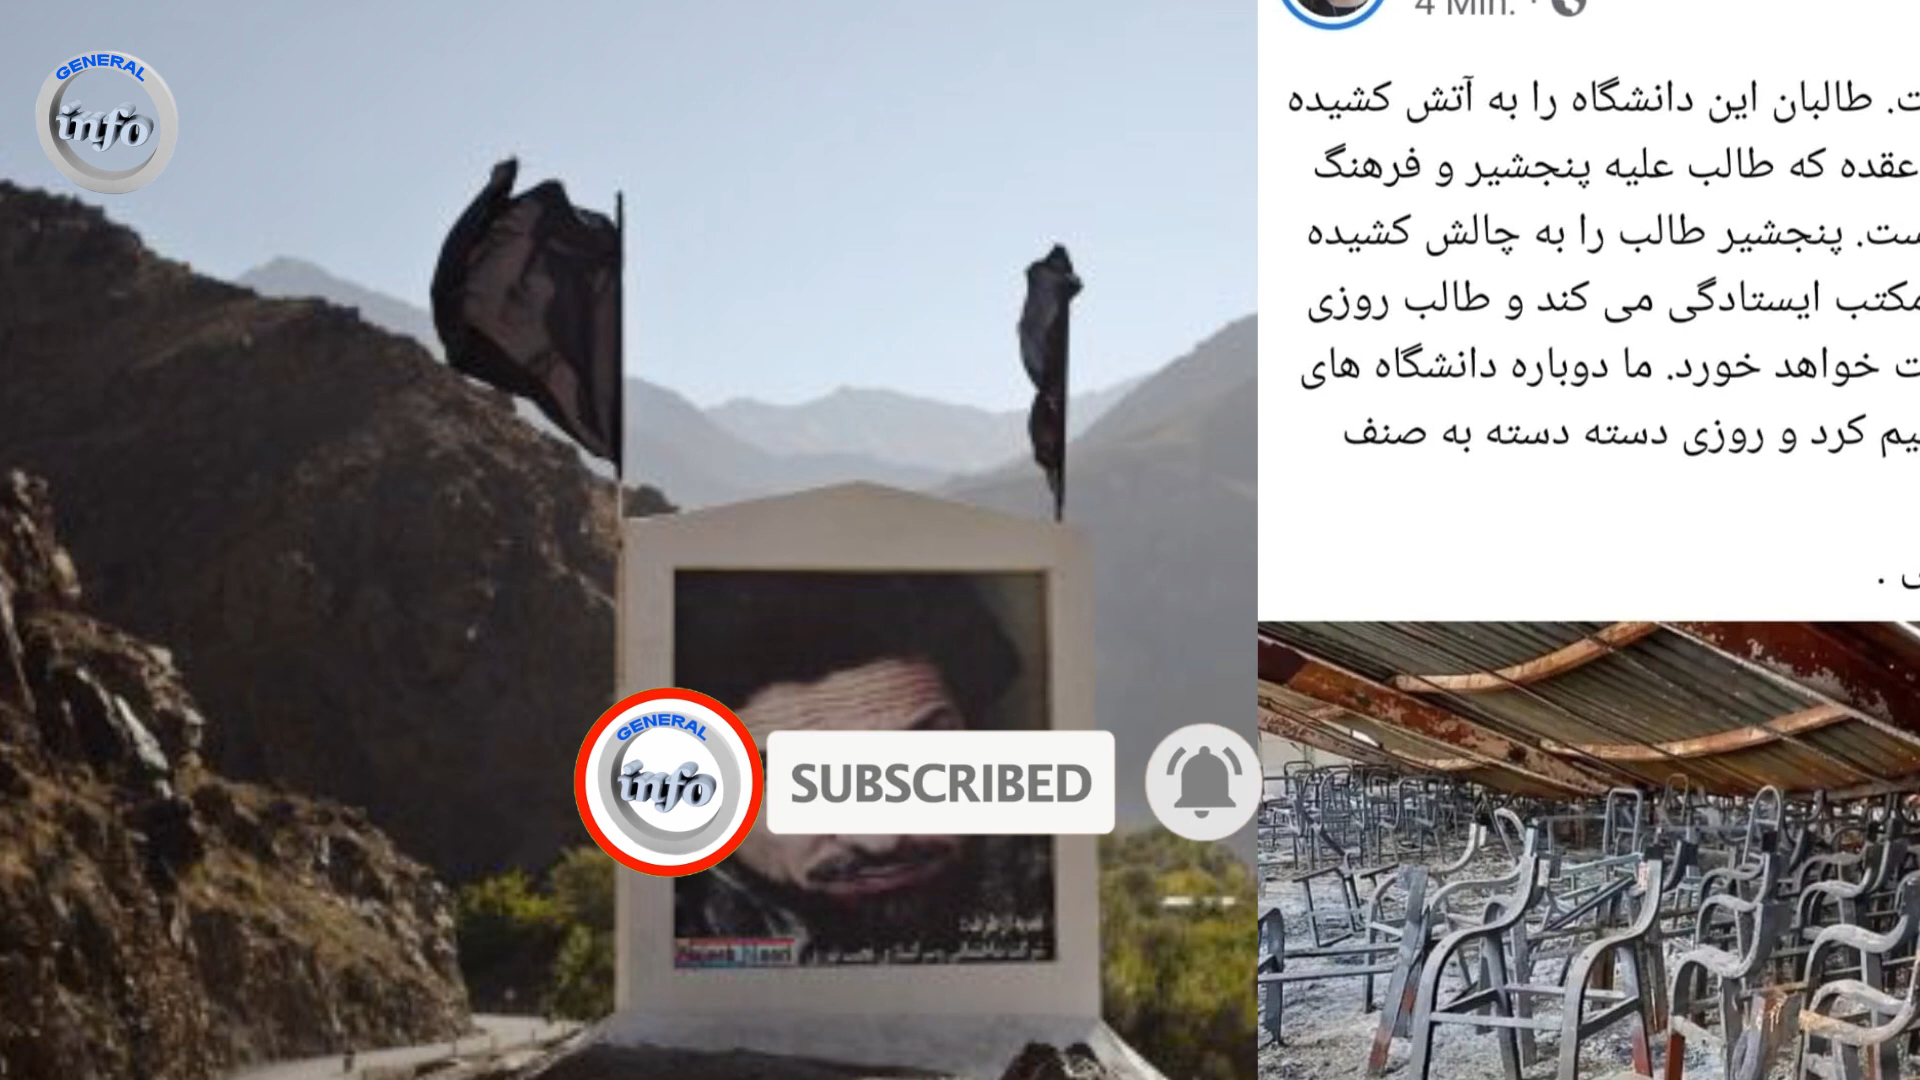 GENERAL
info
4 Min.
ت. طالبان این دانشگاه را به آتش کشیده
عقده که طالب علیه پنجشیر و فرهنگ
ست. پنجشیر طالب را به چالش کشیده
مکتب ایستادگی می کند و طالب روزی
ت خواهد خورد. ما دوباره دانشگاه های
یم کرد و روزی دسته دسته به صنف
GENERAL
info
SUBSCRIBED